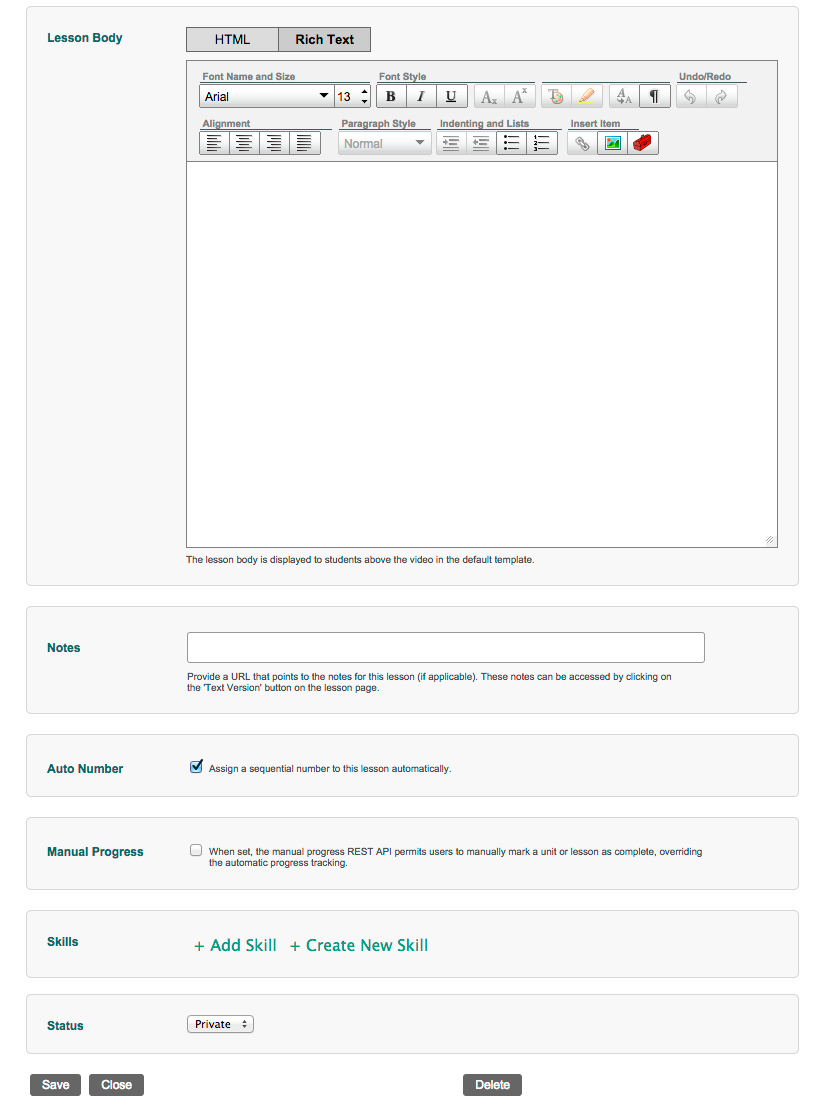 Lesson Body
HTML Rich Text
Font Name and Size Font Style Undo/Redo
Arial 13 B I U
Alignment Paragraph Style Indenting and Lists Insert Item
Normal
The lesson body is displayed to students above the video in the default template.
Notes
Provide a URL that points to the notes for this lesson (if applicable). These notes can be accessed by clicking on
the 'Text Version' button on the lesson page.
Auto Number
Assign a sequential number to this lesson automatically.
Manual Progress
When set, the manual progress REST API permits users to manually mark a unit or lesson as complete, overriding
the automatic progress tracking.
Skills
+ Add Skill + Create New Skill
Status
Private
Save Close Delete